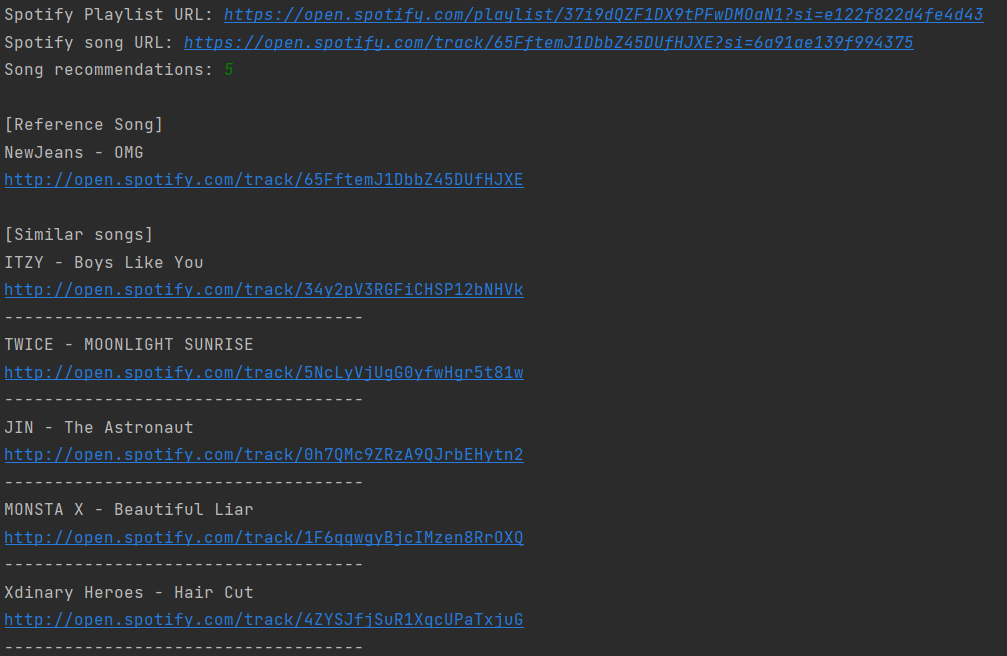 Spotify Playlist URL: https://open.spotify.com/playlist/37i9dQZF1DX9tPFwDMOaN1?si=e122f822d4fe4d43
Spotify song URL: https://open.spotify.com/track/65FftemJ1DbbZ45DUfHJXE?si=6a91ae139f994375
Song recommendations: 5
[Reference Song]
NewJeans - OMG
http://open.spotify.com/track/65FftemJ1DbbZ45DUfHJXE
[Similar songs]
ITZY - Boys Like You
http://open.spotify.com/track/34y2pV3RGFiCHSP12bNHVk
------------------------------------
TWICE - MOONLIGHT SUNRISE
http://open.spotify.com/track/5NcLyVjUgG0yfwHgr5t81w
------------------------------------
JIN - The Astronaut
http://open.spotify.com/track/0h7QMc9ZRzA9QJrbEHytn2
------------------------------------
MONSTA X - Beautiful Liar
http://open.spotify.com/track/1F6qqwgyBjcIMzen8RrOXQ
------------------------------------
Xdinary Heroes - Hair Cut
http://open.spotify.com/track/4ZYSJfjSuR1XqcUPaTxjuG
------------------------------------